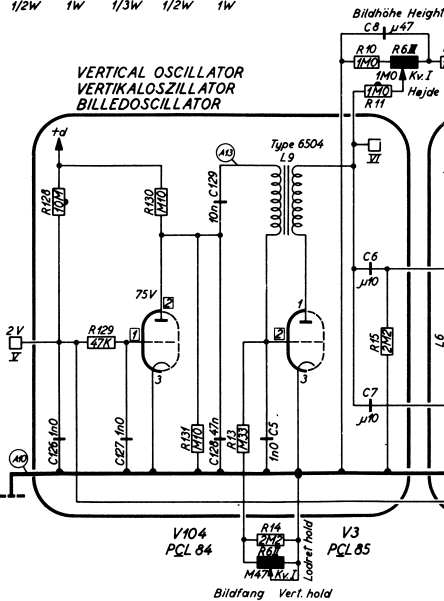 1/2W 1W 1/3W 1/2W 1W
Bildhöhe Height
C8 µ47
R10 R6III
1M0 Kv.I
1M0
1M0 Højde
R11
VERTICAL OSCILLATOR
VERTIKALOSZILLATOR
BILLEDOSCILLATOR
+d
A13
Type 6504
L9
VI
R128 10M
R130 M10
10n C129
C6
µ10
75V 2
1
2V
V
R129
47K
1
2
3
3
R15 2M2
L6
C7
µ10
C126 1n0
C127 1n0
R131 M10
C128 47n
R13 M33
1n0 C5
A10
V104
PCL 84
R14
2M2
R6II
M47 Kv.I
Lodret hold
V3
PCL 85
Bildfang Vert. hold